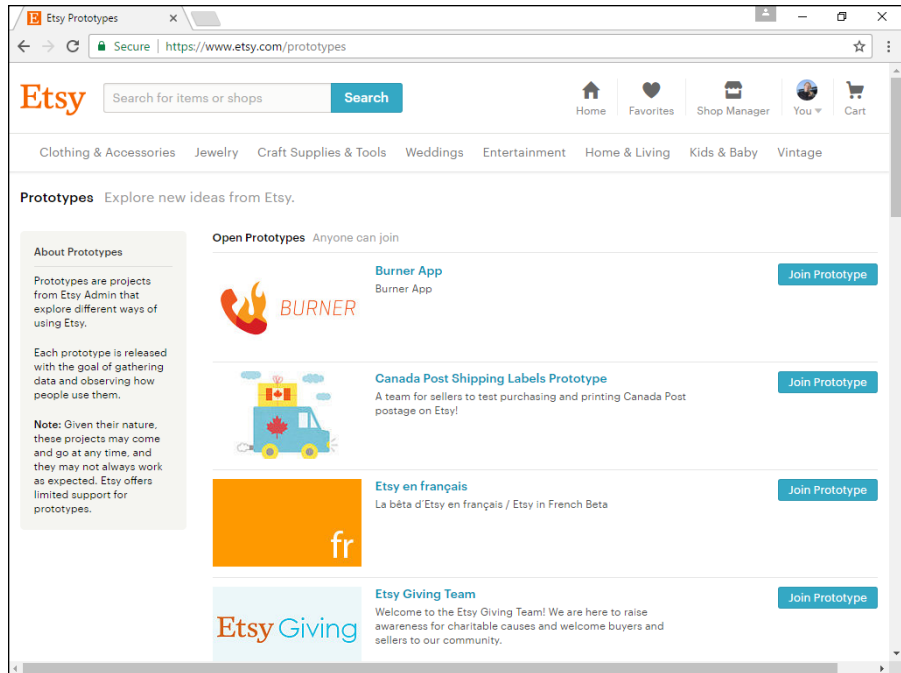 Etsy Prototypes
Secure https://www.etsy.com/prototypes
Etsy Search for items or shops Search
Home Favorites Shop Manager You Cart
Clothing & Accessories Jewelry Craft Supplies & Tools Weddings Entertainment Home & Living Kids & Baby Vintage
Prototypes Explore new ideas from Etsy.
About Prototypes
Prototypes are projects
from Etsy Admin that
explore different ways of
using Etsy.
Each prototype is released
with the goal of gathering
data and observing how
people use them.
Note: Given their nature,
these projects may come
and go at any time, and
they may not always work
as expected. Etsy offers
limited support for
prototypes.
Open Prototypes Anyone can join
BURNER
Burner App
Burner App
Join Prototype
Canada Post Shipping Labels Prototype
A team for sellers to test purchasing and printing Canada Post
postage on Etsy!
Join Prototype
fr
Etsy en français
La bêta d'Etsy en français / Etsy in French Beta
Join Prototype
Etsy Giving
Etsy Giving Team
Welcome to the Etsy Giving Team! We are here to raise
awareness for charitable causes and welcome buyers and
sellers to our community.
Join Prototype